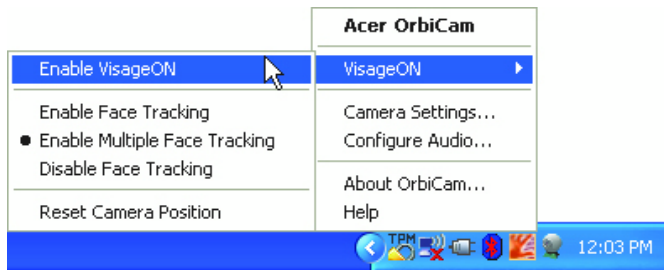 Acer OrbiCam
VisageON
Camera Settings...
Configure Audio...
About OrbiCam...
Help
Enable VisageON
Enable Face Tracking
Enable Multiple Face Tracking
Disable Face Tracking
Reset Camera Position
TPM
12:03 PM